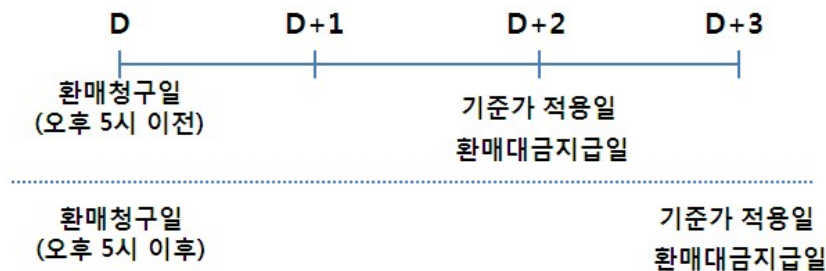 D D+1 D+2 D+3
환매청구일
(오후 5시 이전)
기준가 적용일
환매대금지급일
환매청구일
(오후 5시 이후)
기준가 적용일
환매대금지급일